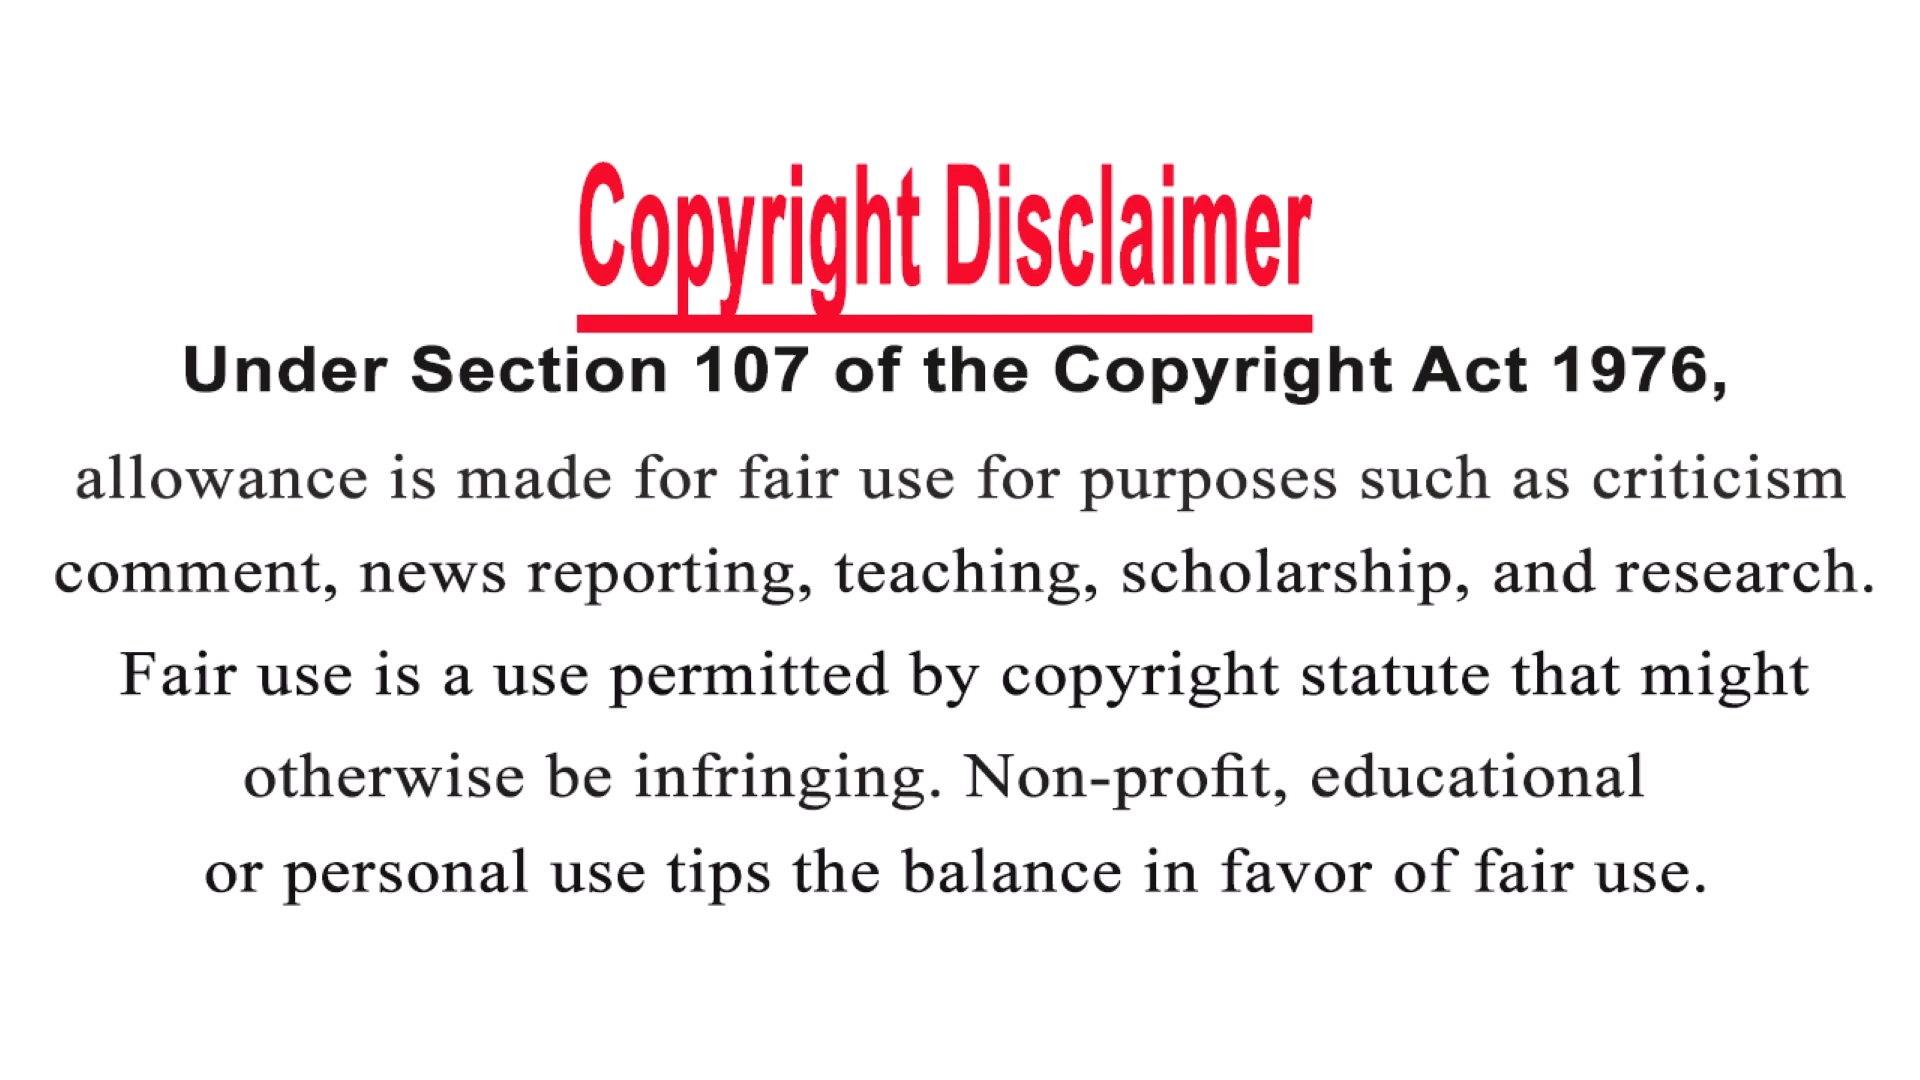 Copyright Disclaimer
Under Section 107 of the Copyright Act 1976,
allowance is made for fair use for purposes such as criticism
comment, news reporting, teaching, scholarship, and research.
Fair use is a use permitted by copyright statute that might
otherwise be infringing. Non-profit, educational
or personal use tips the balance in favor of fair use.